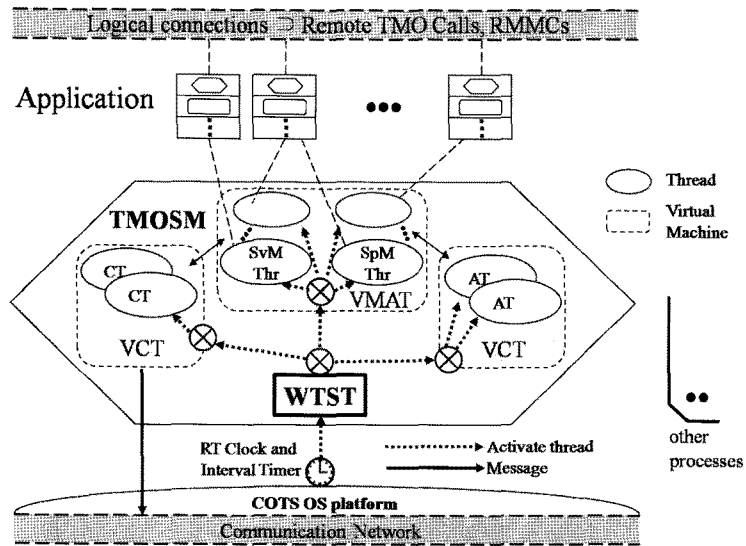 Logical connections ⊃ Remote TMO Calls, RMMCs
Application
Thread
Virtual
Machine
TMOSM
SvM
Thr
SpM
Thr
VMAT
CT
CT
VCT
AT
AT
VCT
WTST
RT Clock and
Interval Timer
Activate thread
Message
other
processes
COTS OS platform
Communication Network